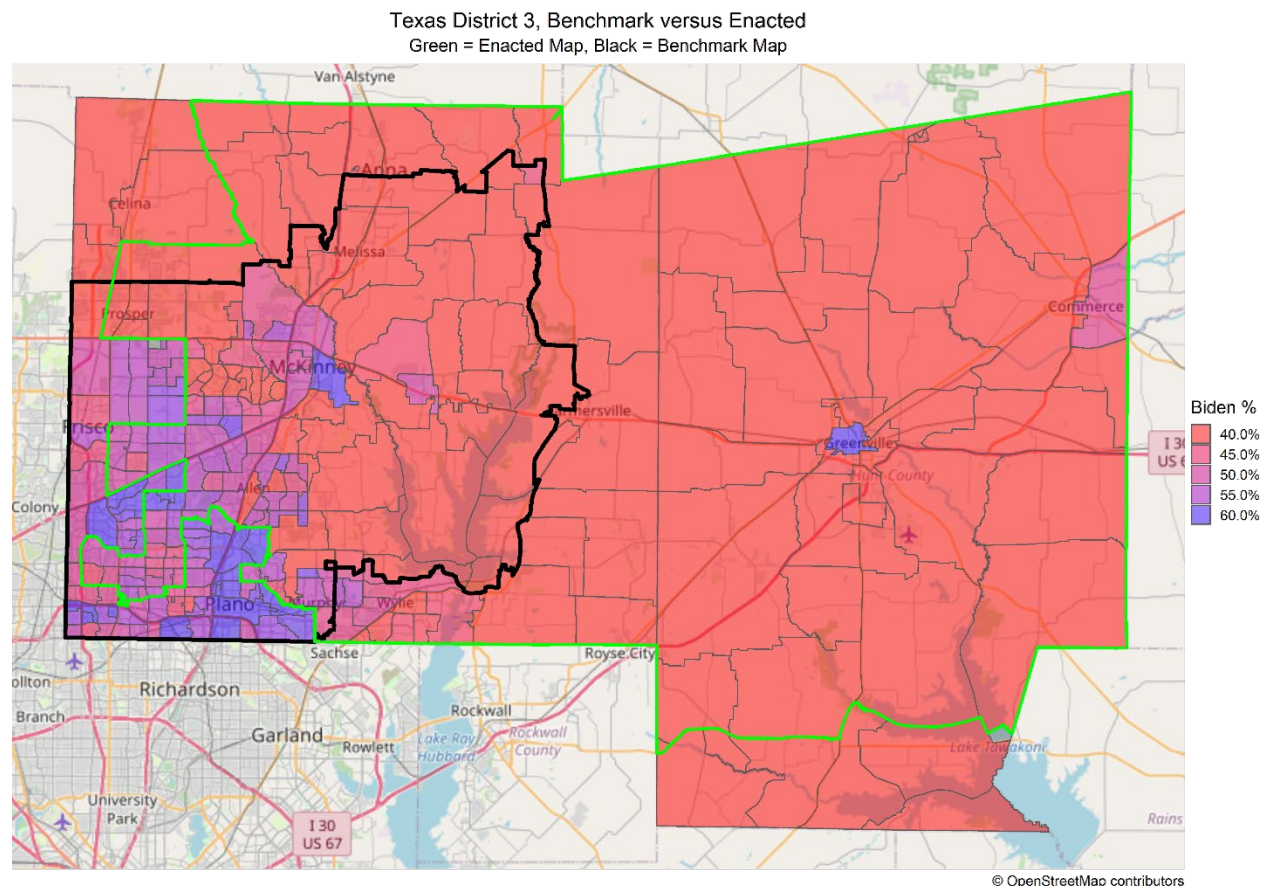 Texas District 3, Benchmark versus Enacted
Green = Enacted Map, Black = Benchmark Map
Van Alstyne
Anna
Celina
Melissa
Prosper
Commerce
McKinney
Frisco
Greenville
Hunt County
Allen
Colony
Plano
Murphy
Wylie
Sachse
Royse City
Richardson
Branch
Rockwall
Garland
Rowlett
Lake Ray
Hubbard
Rockwall
County
Lake Tawakoni
University
Park
I 30
US 67
Rains
I 30
US 6
Biden %
40.0%
45.0%
50.0%
55.0%
60.0%
© OpenStreetMap contributors